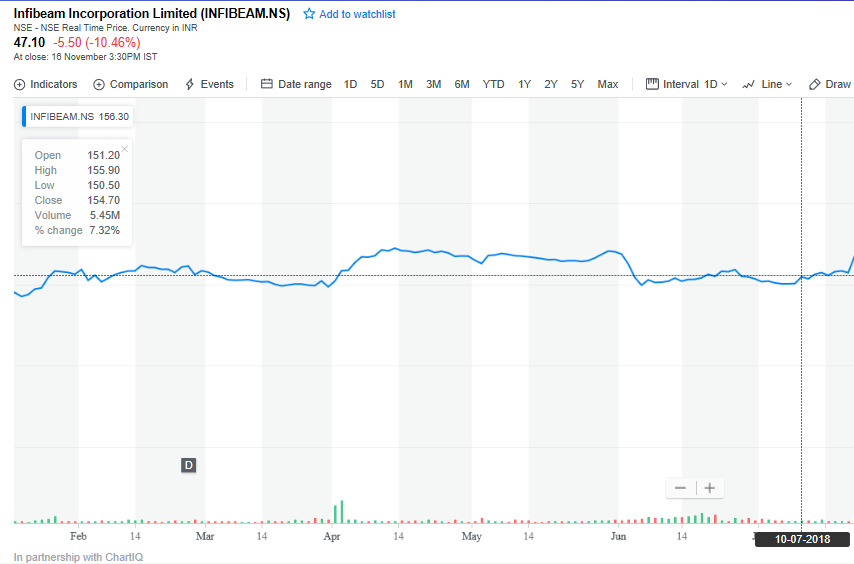 Infibeam Incorporation Limited (INFIBEAM.NS) Add to watchlist
NSE - NSE Real Time Price. Currency in INR
47.10 -5.50 (-10.46%)
At close: 16 November 3:30PM IST
Indicators Comparison Events Date range 1D 5D 1M 3M 6M YTD 1Y 2Y 5Y Max Interval 1D Line Draw
INFIBEAM.NS 156.30
Open 151.20
High 155.90
Low 150.50
Close 154.70
Volume 5.45M
% change 7.32%
D
Feb 14 Mar 14 Apr 14 May 14 Jun 14 10-07-2018
In partnership with ChartIQ